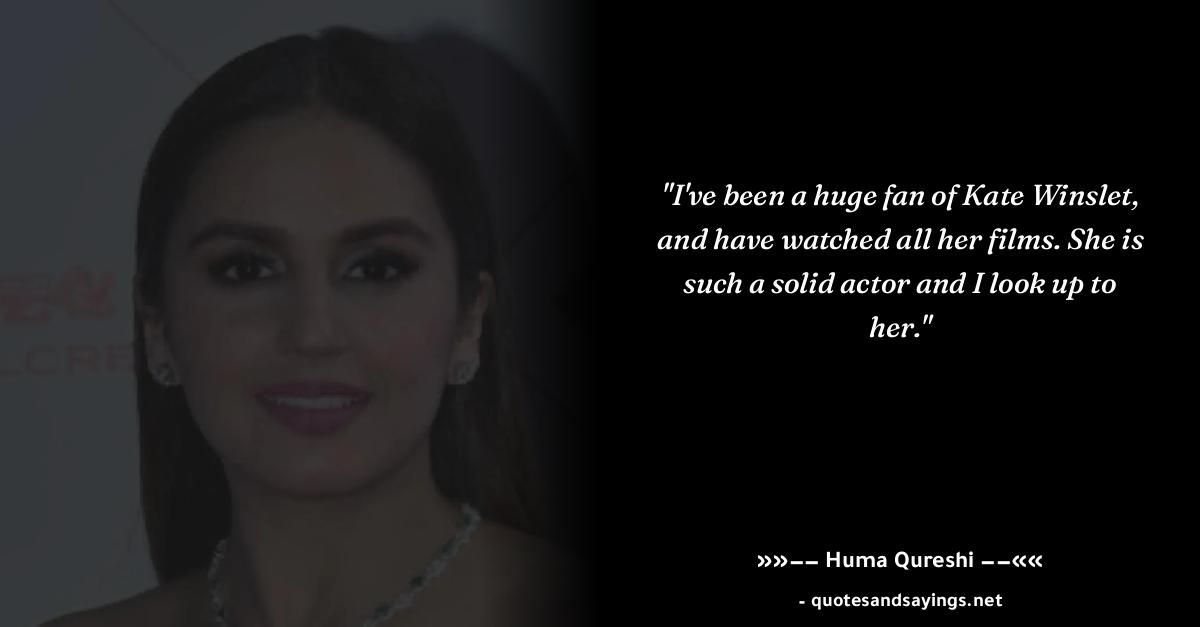 "I've been a huge fan of Kate Winslet,
and have watched all her films. She is
such a solid actor and I look up to
her."
»»—— Huma Qureshi ——««
- quotesandsayings.net